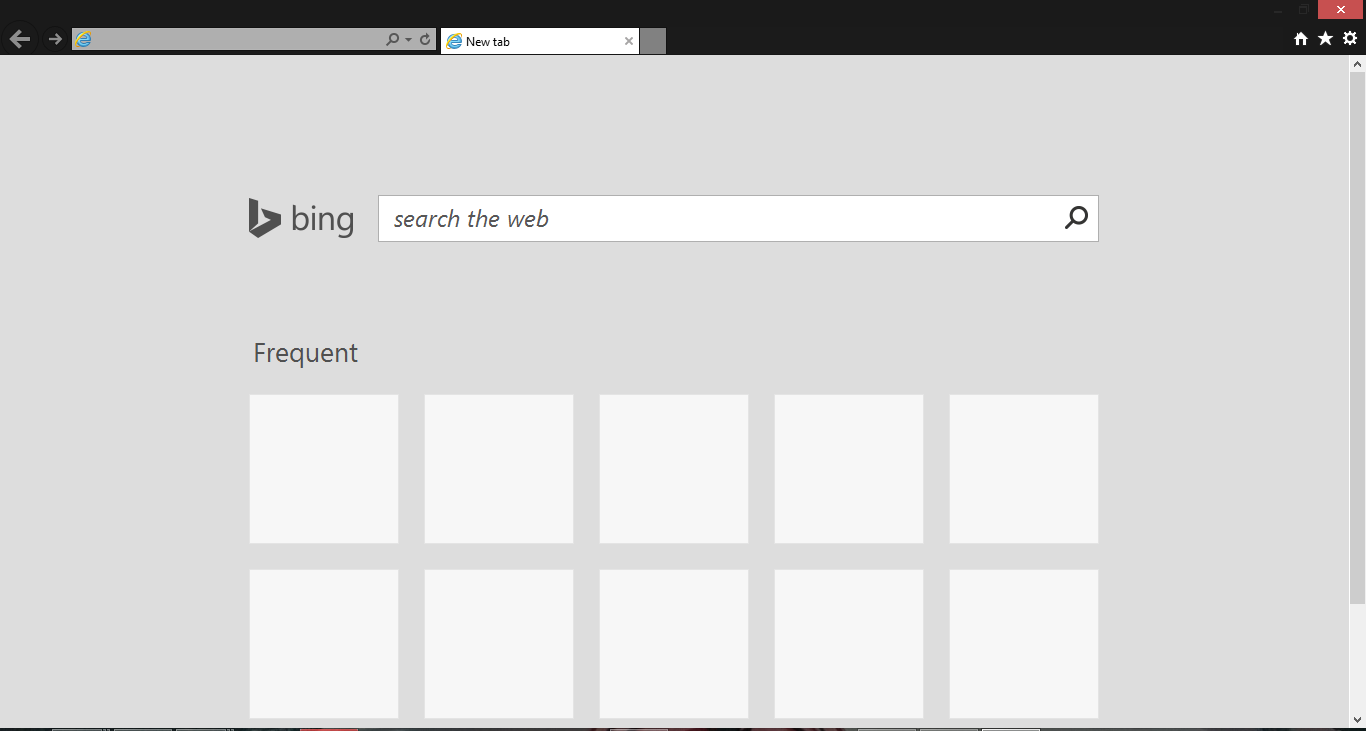 New tab
bing
search the web
Frequent